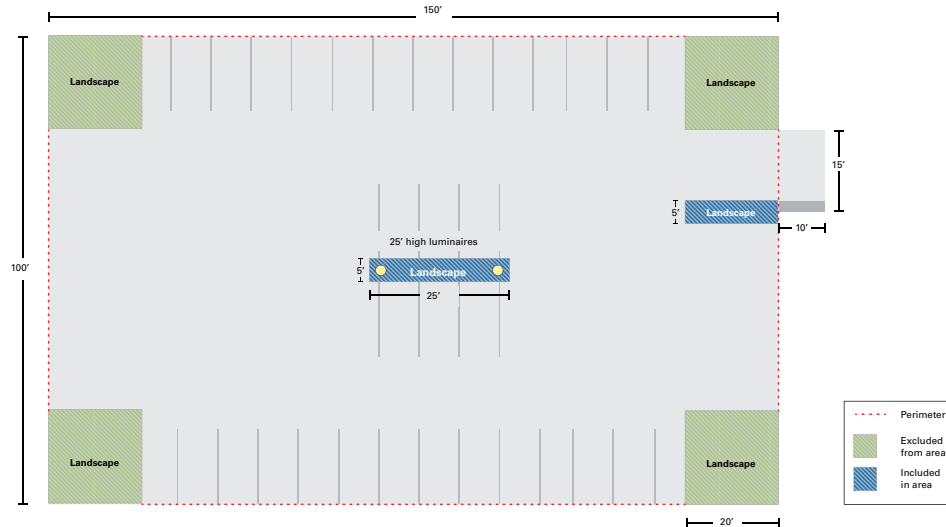 150’
Landscape
Landscape
15’
5’
Landscape
10’
25’ high luminaires
100’
5’
Landscape
25’
Landscape
Landscape
20’
Perimeter
Excluded
from area
Included
in area